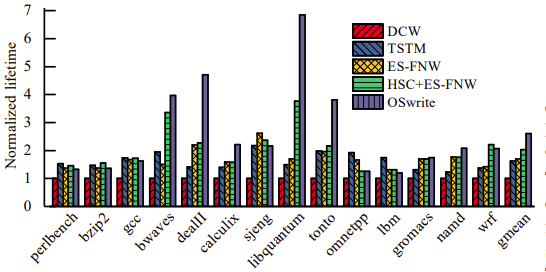 Normalized lifetime
7
6
5
4
3
2
1
0
DCW
TSTM
ES-FNW
HSC+ES-FNW
OSwrite
perlbench
bzip2
gcc
bwaves
dealII
calculix
sjeng
libquantum
tonto
omnetpp
lbm
gromacs
namd
wrf
gmean